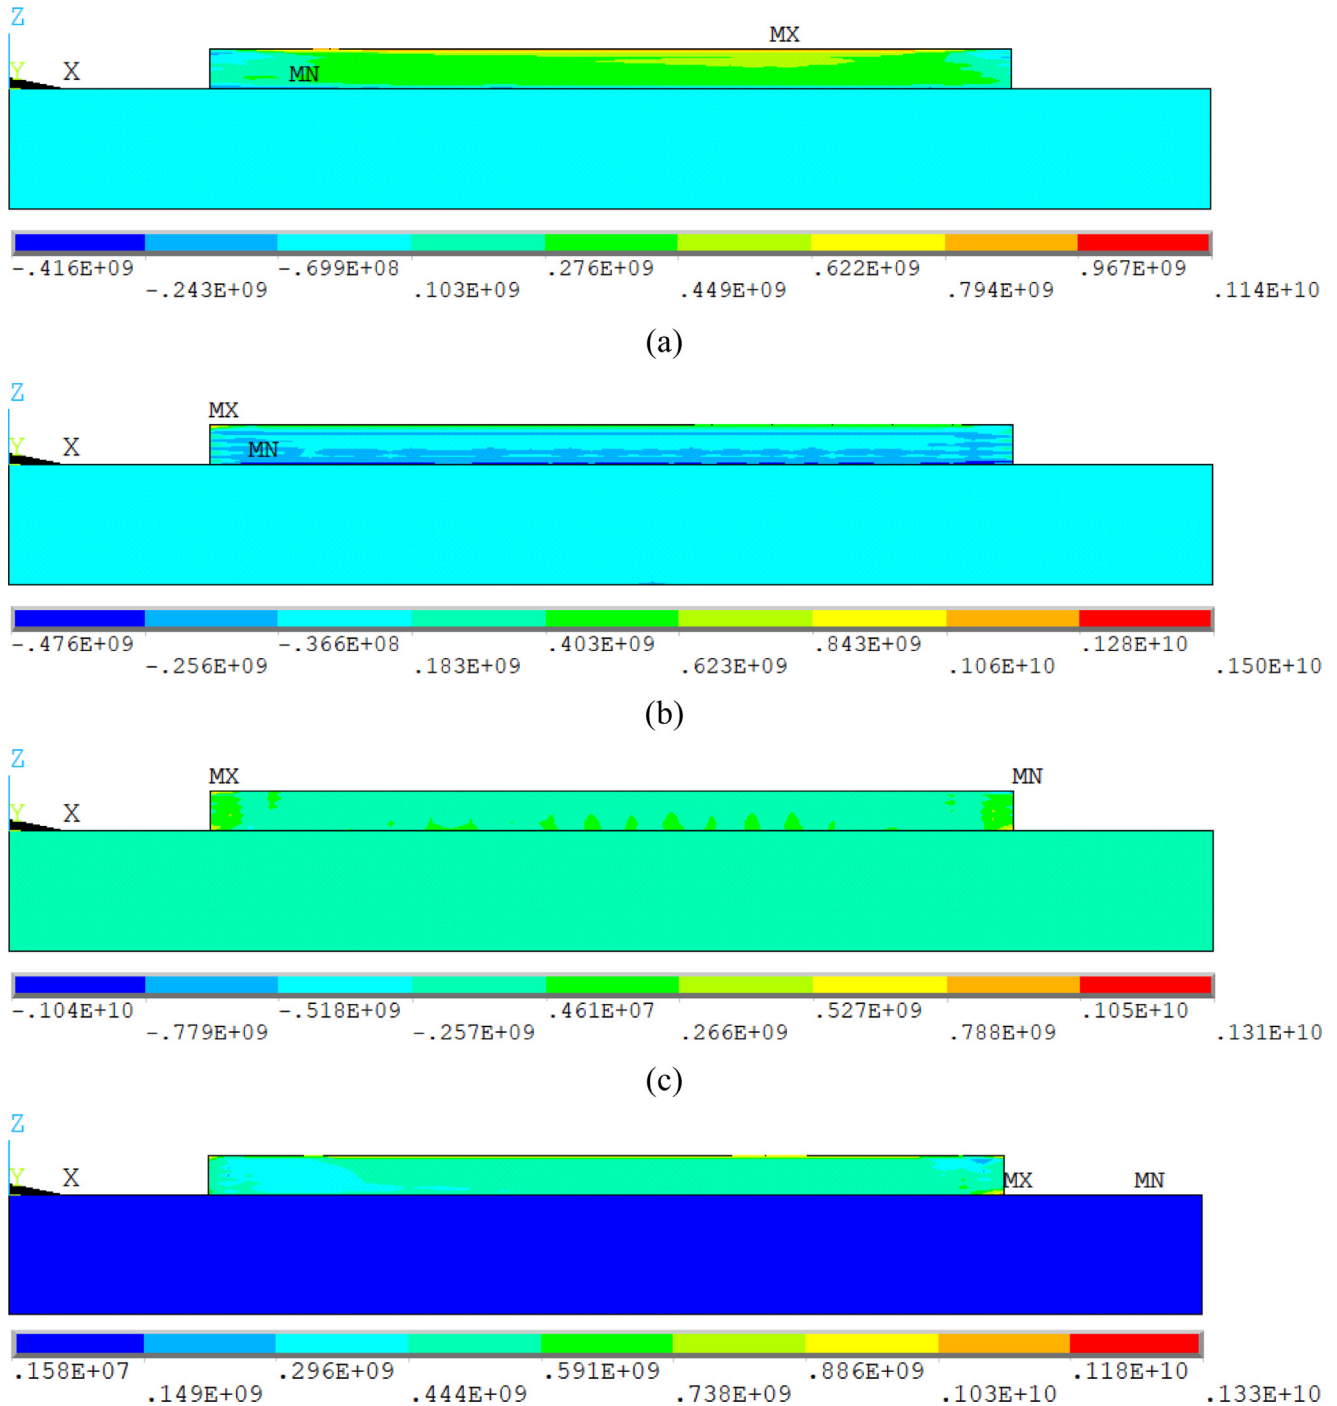 Z
MX
Y X MN
-.416E+09 -.699E+08 .276E+09 .622E+09 .967E+09
-.243E+09 .103E+09 .449E+09 .794E+09 .114E+10
(a)
Z
MX
Y X MN
-.476E+09 -.366E+08 .403E+09 .843E+09 .128E+10
-.256E+09 .183E+09 .623E+09 .106E+10 .150E+10
(b)
Z
MX MN
Y X
-.104E+10 -.518E+09 .461E+07 .527E+09 .105E+10
-.779E+09 -.257E+09 .266E+09 .788E+09 .131E+10
(c)
Z
Y X MX MN
.158E+07 .296E+09 .591E+09 .886E+09 .118E+10
.149E+09 .444E+09 .738E+09 .103E+10 .133E+10